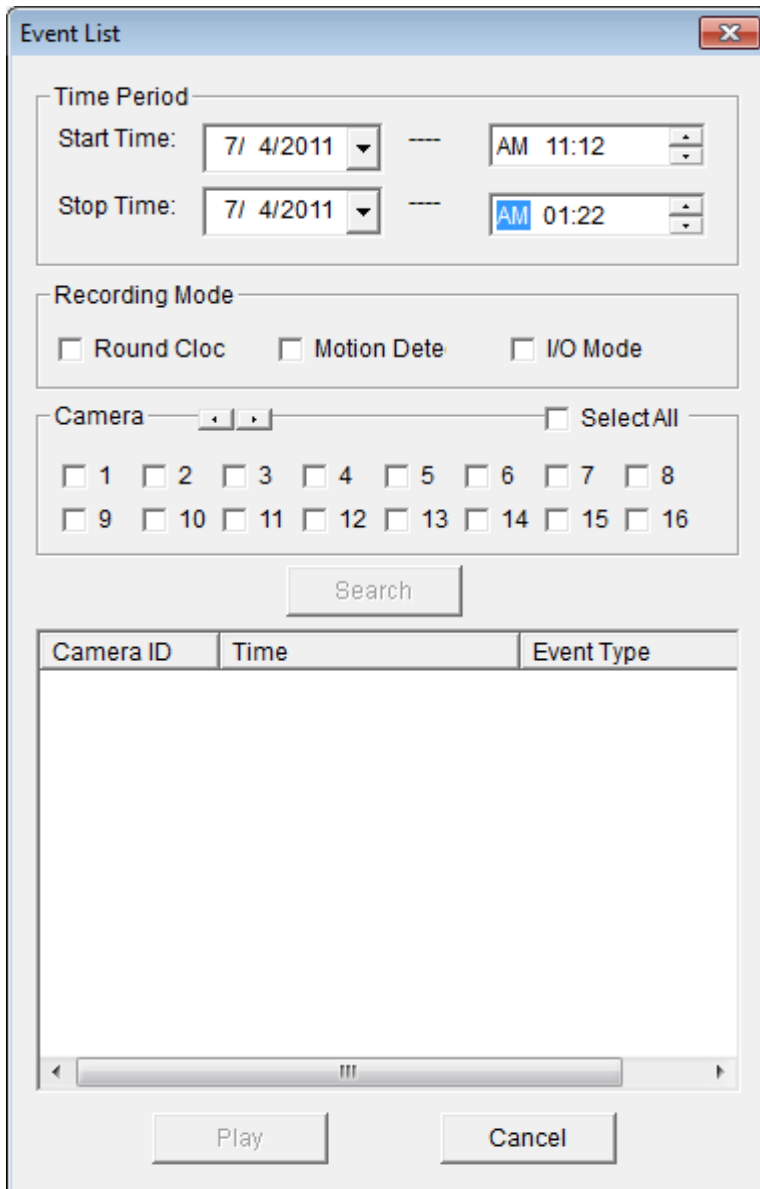 Event List
Time Period
Start Time: 7/ 4/2011 ---- AM 11:12
Stop Time: 7/ 4/2011 ---- AM 01:22
Recording Mode
Round Cloc Motion Dete I/O Mode
Camera Select All
1 2 3 4 5 6 7 8
9 10 11 12 13 14 15 16
Search
Camera ID Time Event Type
Play Cancel